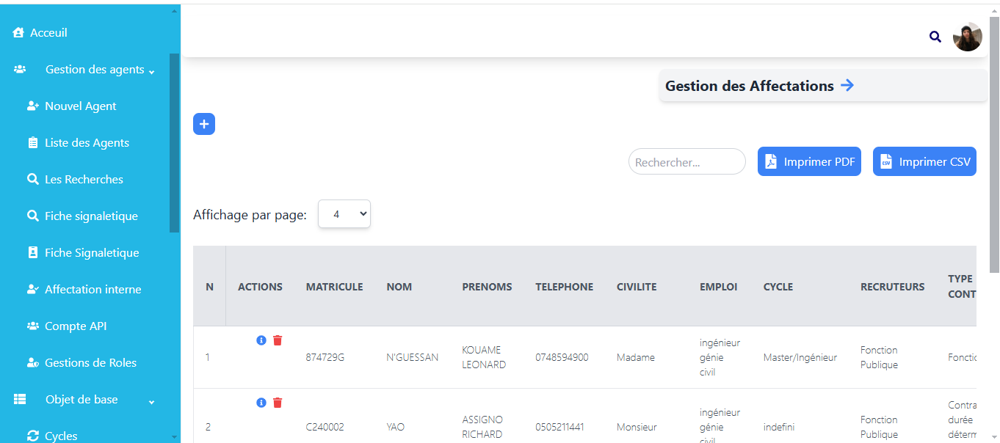 Acceuil
Gestion des agents
Nouvel Agent
Liste des Agents
Les Recherches
Fiche signaletique
Fiche Signaletique
Affectation interne
Compte API
Gestions de Roles
Objet de base
Cycles
Gestion des Affectations
+
Rechercher...
Imprimer PDF
CSV
Imprimer CSV
Affichage par page:
4
N
ACTIONS
MATRICULE
NOM
PRENOMS
TELEPHONE
CIVILITE
EMPLOI
CYCLE
RECRUTEURS
TYPE
CONT
1
874729G
N'GUESSAN
KOUAME
LEONARD
0748594900
Madame
ingénieur
génie
civil
Master/Ingénieur
Fonction
Publique
Fonctio
2
C240002
YAO
ASSIGNO
RICHARD
0505211441
Monsieur
ingénieur
génie
civil
indefini
Fonction
Publique
Contra
durée
déterm